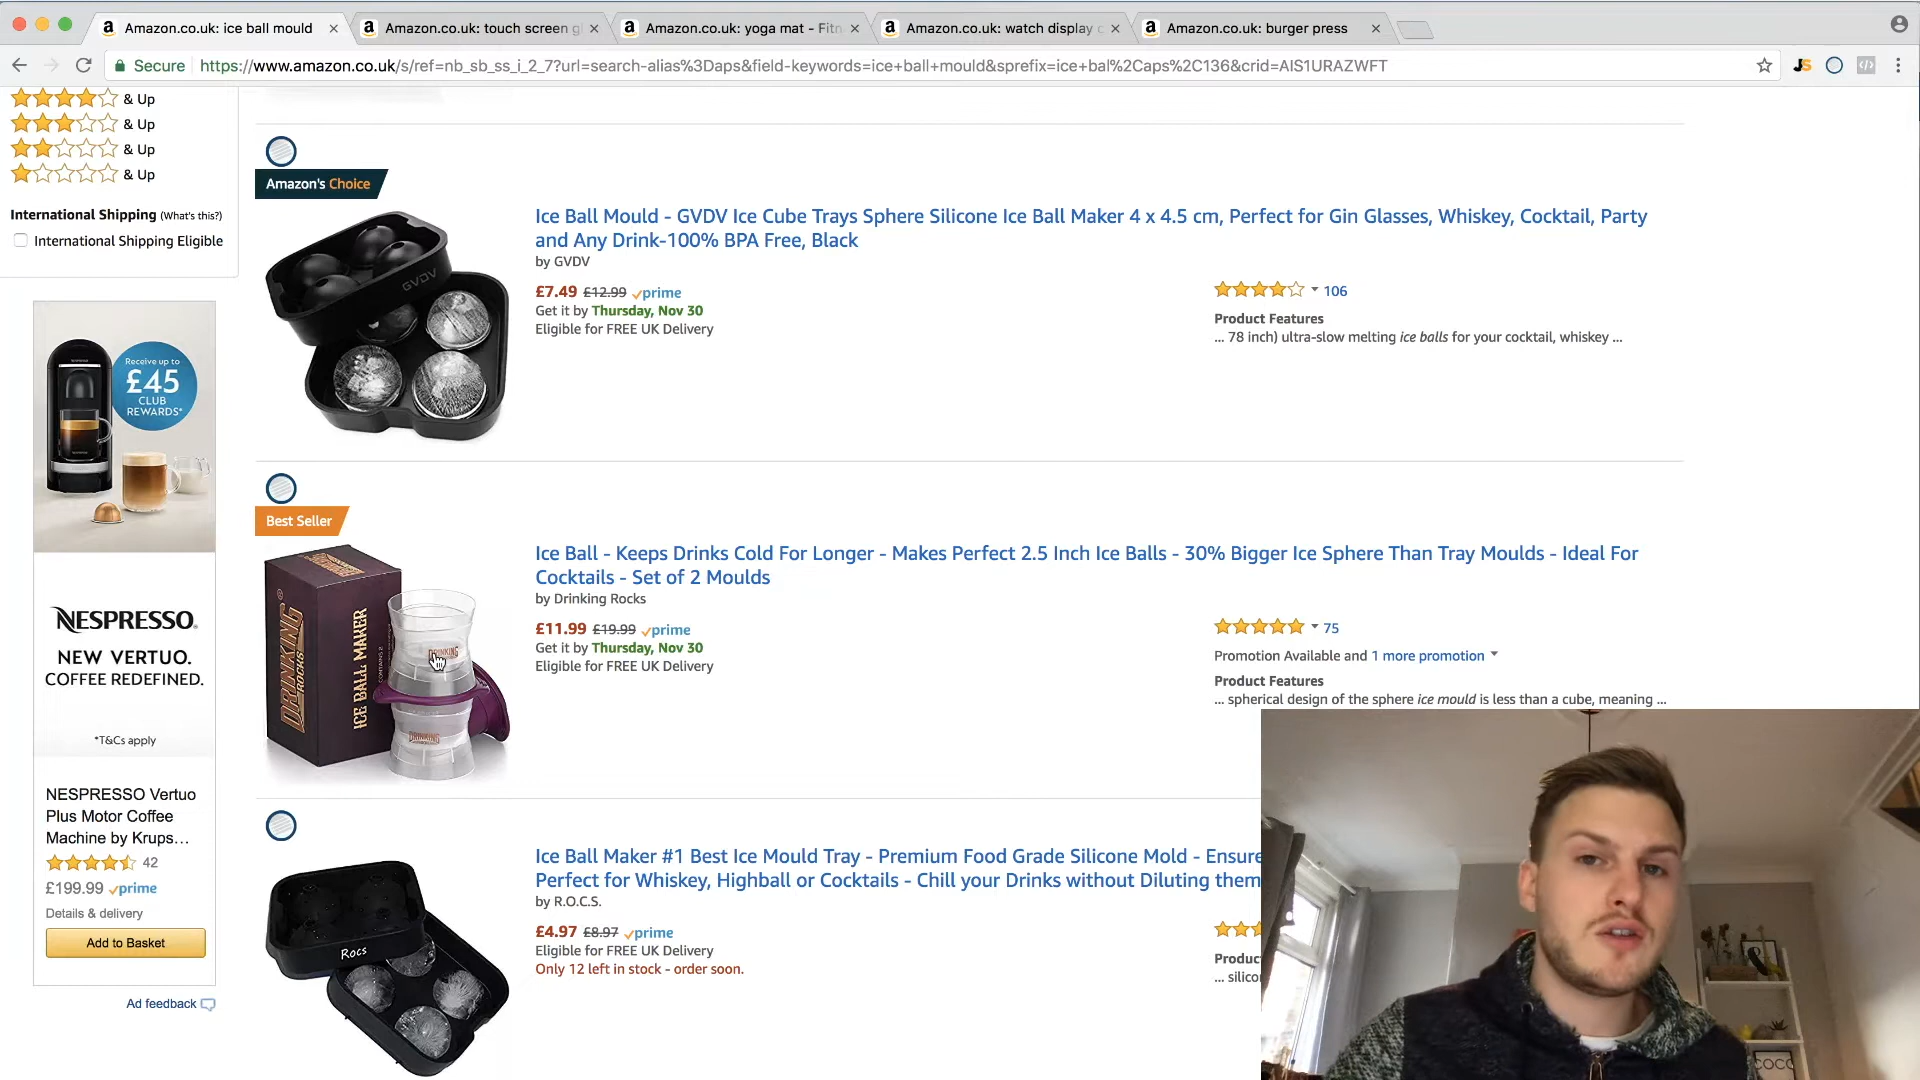 Amazon.co.uk: ice ball mould
Amazon.co.uk: touch screen g
Amazon.co.uk: yoga mat - Fitn
Amazon.co.uk: watch display c
Amazon.co.uk: burger press
Secure
https://www.amazon.co.uk/s/ref=nb_sb_ss_i_2_7?url=search-alias%3Daps&field-keywords=ice+ball+mould&sprefix=ice+bal%2Caps%2C136&crid=AIS1URAZWFT
JS
& Up
& Up
& Up
& Up
International Shipping (What's this?)
International Shipping Eligible
Receive up to
£45
CLUB
REWARDS*
NESPRESSO.
NEW VERTUO.
COFFEE REDEFINED.
*T&Cs apply
NESPRESSO Vertuo
Plus Motor Coffee
Machine by Krups...
42
£199.99 prime
Details & delivery
Add to Basket
Ad feedback
Amazon's Choice
GVDV
Ice Ball Mould - GVDV Ice Cube Trays Sphere Silicone Ice Ball Maker 4 x 4.5 cm, Perfect for Gin Glasses, Whiskey, Cocktail, Party
and Any Drink-100% BPA Free, Black
by GVDV
£7.49 £12.99 prime
Get it by Thursday, Nov 30
Eligible for FREE UK Delivery
106
Product Features
... 78 inch) ultra-slow melting ice balls for your cocktail, whiskey ...
Best Seller
DRINKING
ROCKS
ICE BALL MAKER
DRINKING
DRINKING
Ice Ball - Keeps Drinks Cold For Longer - Makes Perfect 2.5 Inch Ice Balls - 30% Bigger Ice Sphere Than Tray Moulds - Ideal For
Cocktails - Set of 2 Moulds
by Drinking Rocks
£11.99 £19.99 prime
Get it by Thursday, Nov 30
Eligible for FREE UK Delivery
75
Promotion Available and 1 more promotion
Product Features
... spherical design of the sphere ice mould is less than a cube, meaning ...
Rocs
Ice Ball Maker #1 Best Ice Mould Tray - Premium Food Grade Silicone Mold - Ensure
Perfect for Whiskey, Highball or Cocktails - Chill your Drinks without Diluting them
by R.O.C.S.
£4.97 £8.97 prime
Eligible for FREE UK Delivery
Only 12 left in stock - order soon.
Produc
... silico